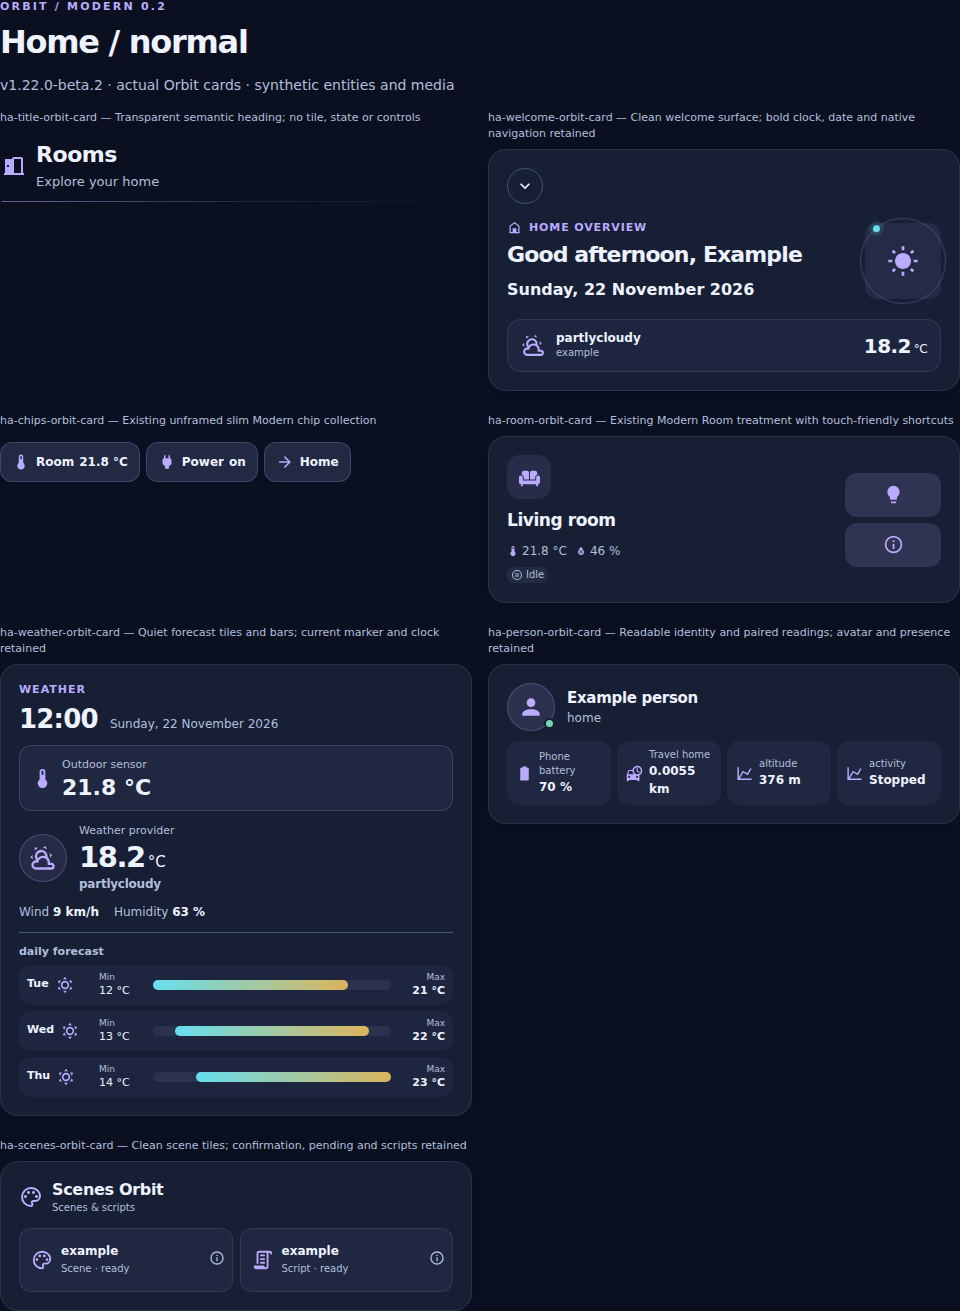 ORBIT / MODERN 0.2
Home / normal
v1.22.0-beta.2 · actual Orbit cards · synthetic entities and media
ha-title-orbit-card — Transparent semantic heading; no tile, state or controls
Rooms
Explore your home
ha-welcome-orbit-card — Clean welcome surface; bold clock, date and native
navigation retained
HOME OVERVIEW
Good afternoon, Example
Sunday, 22 November 2026
partlycloudy
example
18.2 °C
ha-chips-orbit-card — Existing unframed slim Modern chip collection
Room 21.8 °C
Power on
Home
ha-room-orbit-card — Existing Modern Room treatment with touch-friendly shortcuts
Living room
21.8 °C 46 %
Idle
ha-weather-orbit-card — Quiet forecast tiles and bars; current marker and clock
retained
WEATHER
12:00 Sunday, 22 November 2026
Outdoor sensor
21.8 °C
Weather provider
18.2 °C
partlycloudy
Wind 9 km/h Humidity 63 %
daily forecast
Tue Min 12 °C Max 21 °C
Wed Min 13 °C Max 22 °C
Thu Min 14 °C Max 23 °C
ha-person-orbit-card — Readable identity and paired readings; avatar and presence
retained
Example person
home
Phone
battery
70 %
Travel home
0.0055
km
altitude
376 m
activity
Stopped
ha-scenes-orbit-card — Clean scene tiles; confirmation, pending and scripts retained
Scenes Orbit
Scenes & scripts
example
Scene · ready
example
Script · ready